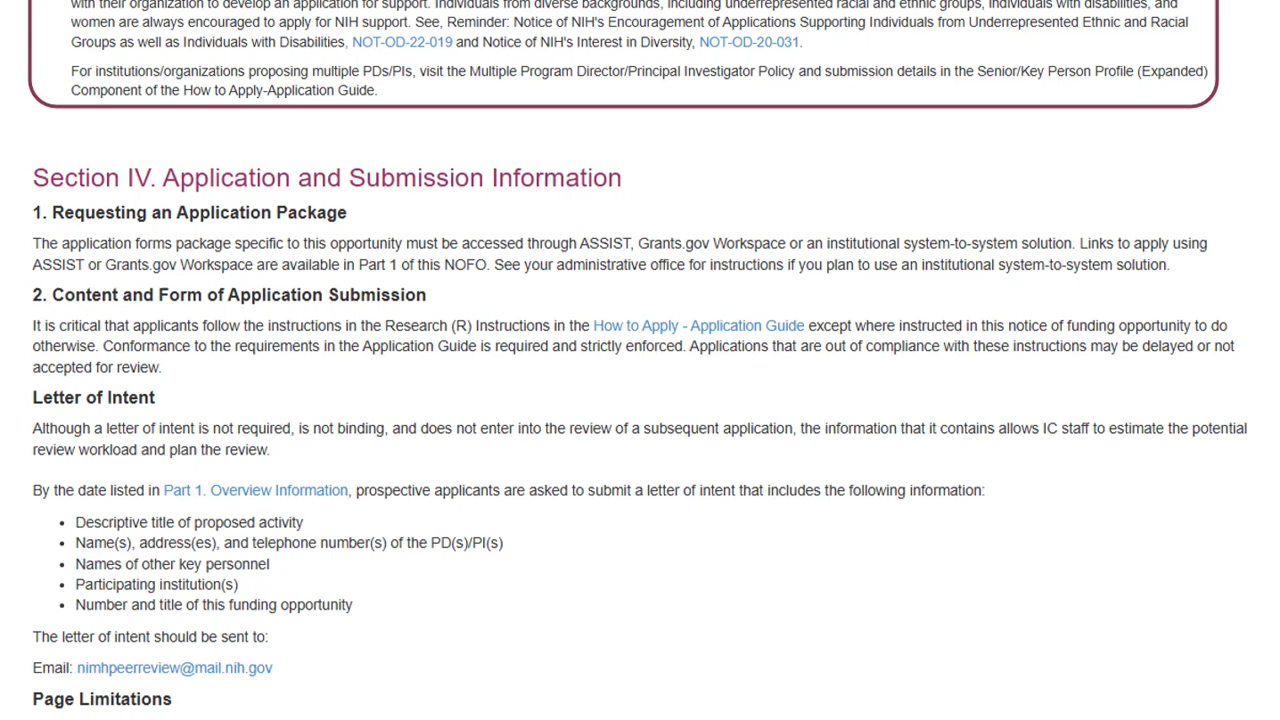 with their organization to develop an application for support. Individuals from diverse backgrounds, including underrepresented racial and ethnic groups, individuals with disabilities, and
women are always encouraged to apply for NIH support. See, Reminder: Notice of NIH's Encouragement of Applications Supporting Individuals from Underrepresented Ethnic and Racial
Groups as well as Individuals with Disabilities, NOT-OD-22-019 and Notice of NIH's Interest in Diversity, NOT-OD-20-031.
For institutions/organizations proposing multiple PDs/PIs, visit the Multiple Program Director/Principal Investigator Policy and submission details in the Senior/Key Person Profile (Expanded)
Component of the How to Apply-Application Guide.
Section IV. Application and Submission Information
1. Requesting an Application Package
The application forms package specific to this opportunity must be accessed through ASSIST, Grants.gov Workspace or an institutional system-to-system solution. Links to apply using
ASSIST or Grants.gov Workspace are available in Part 1 of this NOFO. See your administrative office for instructions if you plan to use an institutional system-to-system solution.
2. Content and Form of Application Submission
It is critical that applicants follow the instructions in the Research (R) Instructions in the How to Apply - Application Guide except where instructed in this notice of funding opportunity to do
otherwise. Conformance to the requirements in the Application Guide is required and strictly enforced. Applications that are out of compliance with these instructions may be delayed or not
accepted for review.
Letter of Intent
Although a letter of intent is not required, is not binding, and does not enter into the review of a subsequent application, the information that it contains allows IC staff to estimate the potential
review workload and plan the review.
By the date listed in Part 1. Overview Information, prospective applicants are asked to submit a letter of intent that includes the following information:
• Descriptive title of proposed activity
• Name(s), address(es), and telephone number(s) of the PD(s)/PI(s)
• Names of other key personnel
• Participating institution(s)
• Number and title of this funding opportunity
The letter of intent should be sent to:
Email: nimhpeerreview@mail.nih.gov
Page Limitations